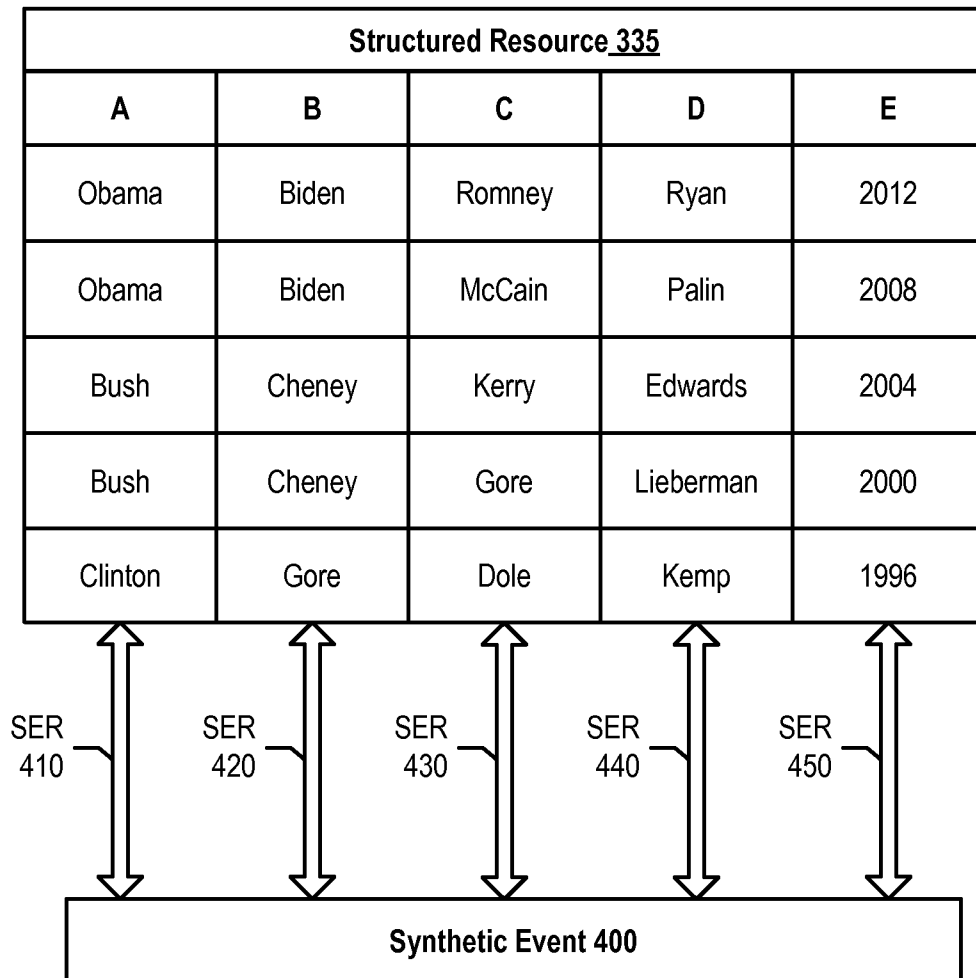 Structured Resource 335
A B C D E
Obama Biden Romney Ryan 2012
Obama Biden McCain Palin 2008
Bush Cheney Kerry Edwards 2004
Bush Cheney Gore Lieberman 2000
Clinton Gore Dole Kemp 1996
SER SER SER SER SER
410 420 430 440 450
Synthetic Event 400